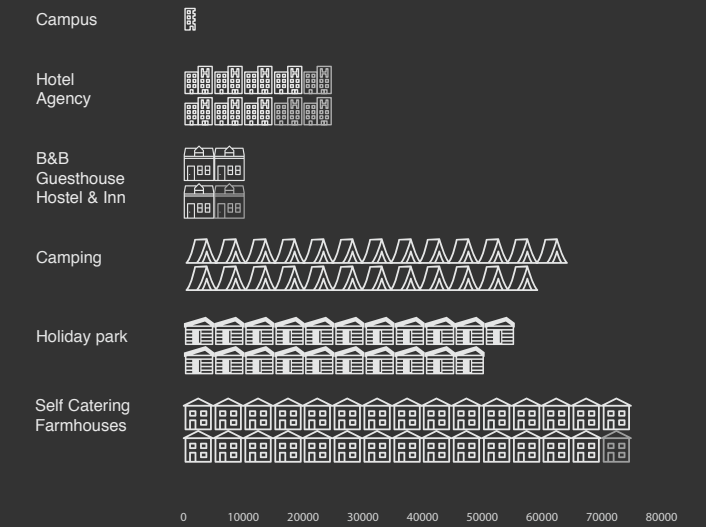 Campus
Hotel
Agency
B&B
Guesthouse
Hostel & Inn
Camping
Holiday park
Self Catering
Farmhouses
0 10000 20000 30000 40000 50000 60000 70000 80000